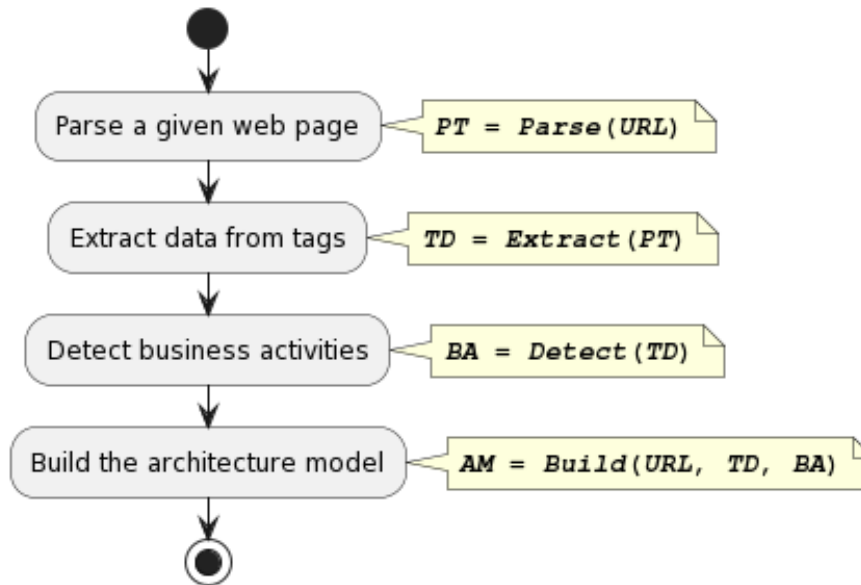 Parse a given web page
PT = Parse(URL)
Extract data from tags
TD = Extract(PT)
Detect business activities
BA = Detect(TD)
Build the architecture model
AM = Build(URL, TD, BA)